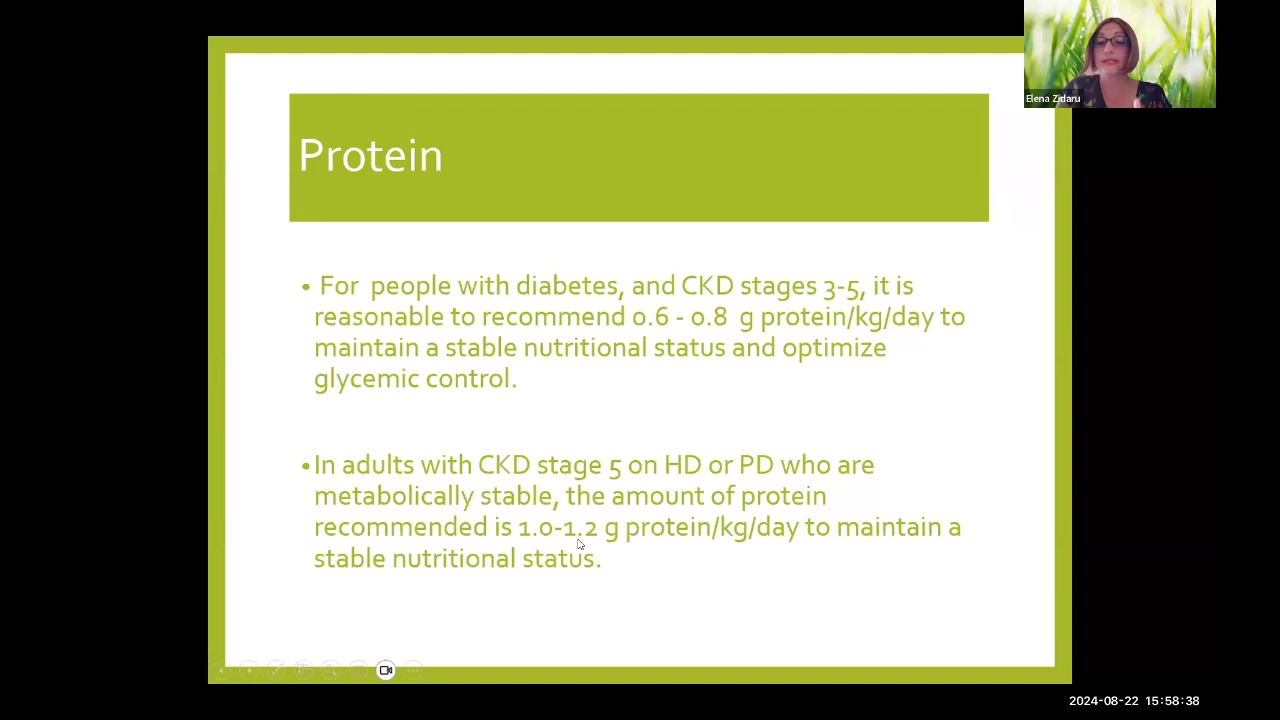 Elena Zidaru
Protein
• For people with diabetes, and CKD stages 3-5, it is
reasonable to recommend 0.6 - 0.8 g protein/kg/day to
maintain a stable nutritional status and optimize
glycemic control.
•In adults with CKD stage 5 on HD or PD who are
metabolically stable, the amount of protein
recommended is 1.0-1.2 g protein/kg/day to maintain a
stable nutritional status.
2024-08-22 15:58:38